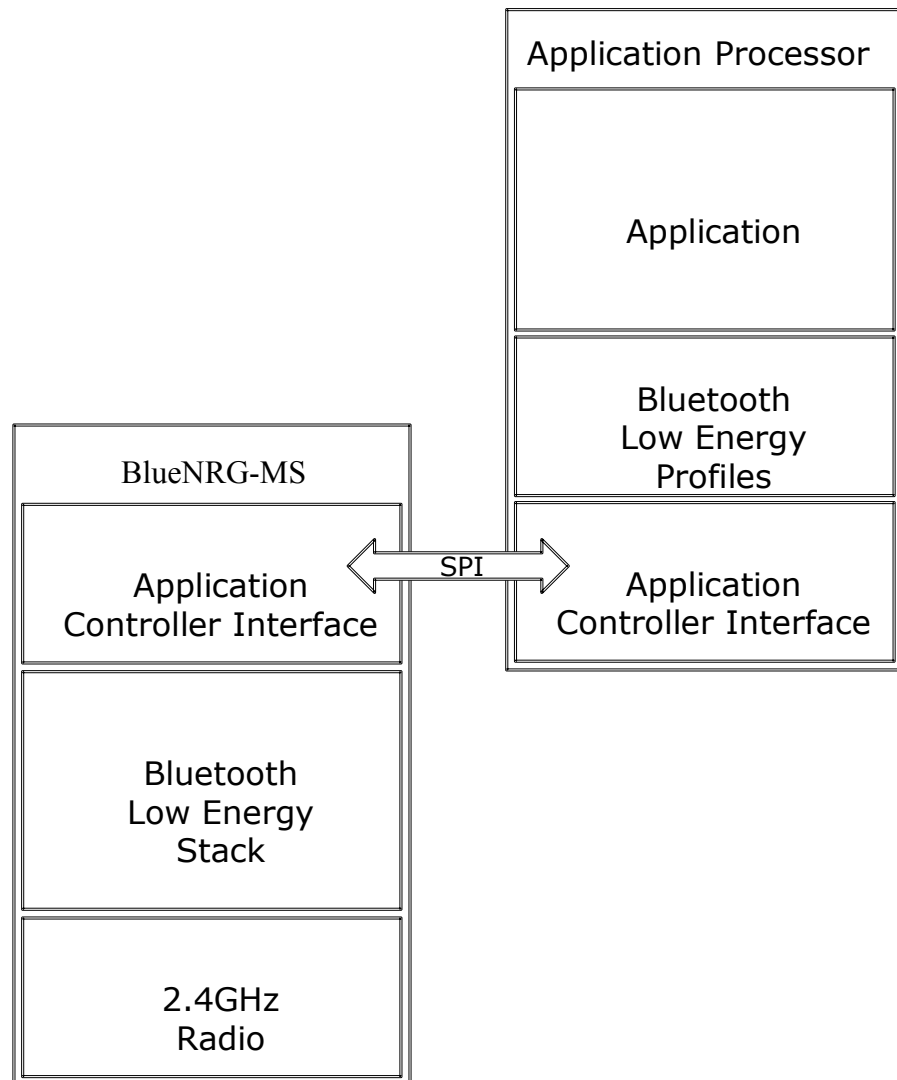 Application Processor
Application
Bluetooth
Low Energy
Profiles
Application
Controller Interface
SPI
BlueNRG-MS
Application
Controller Interface
Bluetooth
Low Energy
Stack
2.4GHz
Radio